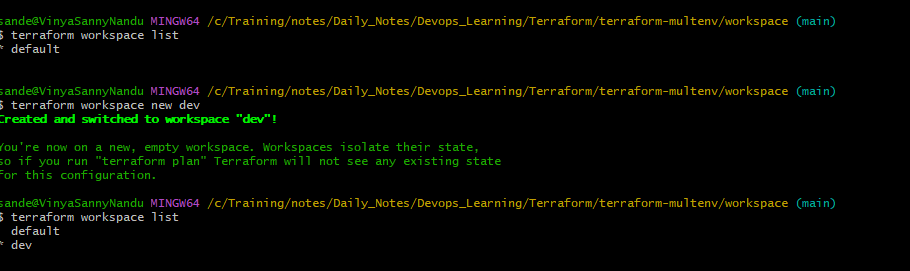 sande@VinyaSannyNandu MINGW64 /c/Training/notes/Daily_Notes/Devops_Learning/Terraform/terraform-multenv/workspace (main)
$ terraform workspace list
* default
sande@VinyaSannyNandu MINGW64 /c/Training/notes/Daily_Notes/Devops_Learning/Terraform/terraform-multenv/workspace (main)
$ terraform workspace new dev
Created and switched to workspace "dev"!
You're now on a new, empty workspace. Workspaces isolate their state,
so if you run "terraform plan" Terraform will not see any existing state
for this configuration.
sande@VinyaSannyNandu MINGW64 /c/Training/notes/Daily_Notes/Devops_Learning/Terraform/terraform-multenv/workspace (main)
$ terraform workspace list
default
* dev